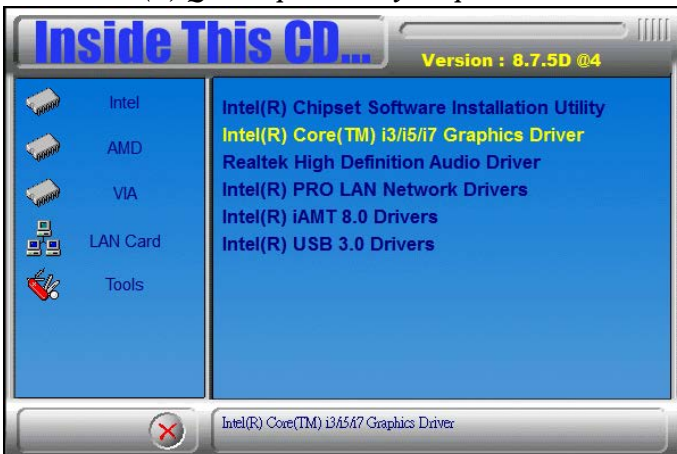 Inside This CD...
Version : 8.7.5D @4
Intel
AMD
VIA
LAN Card
Tools
Intel(R) Chipset Software Installation Utility
Intel(R) Core(TM) i3/i5/i7 Graphics Driver
Realtek High Definition Audio Driver
Intel(R) PRO LAN Network Drivers
Intel(R) iAMT 8.0 Drivers
Intel(R) USB 3.0 Drivers
Intel(R) Core(TM) i3/i5/i7 Graphics Driver